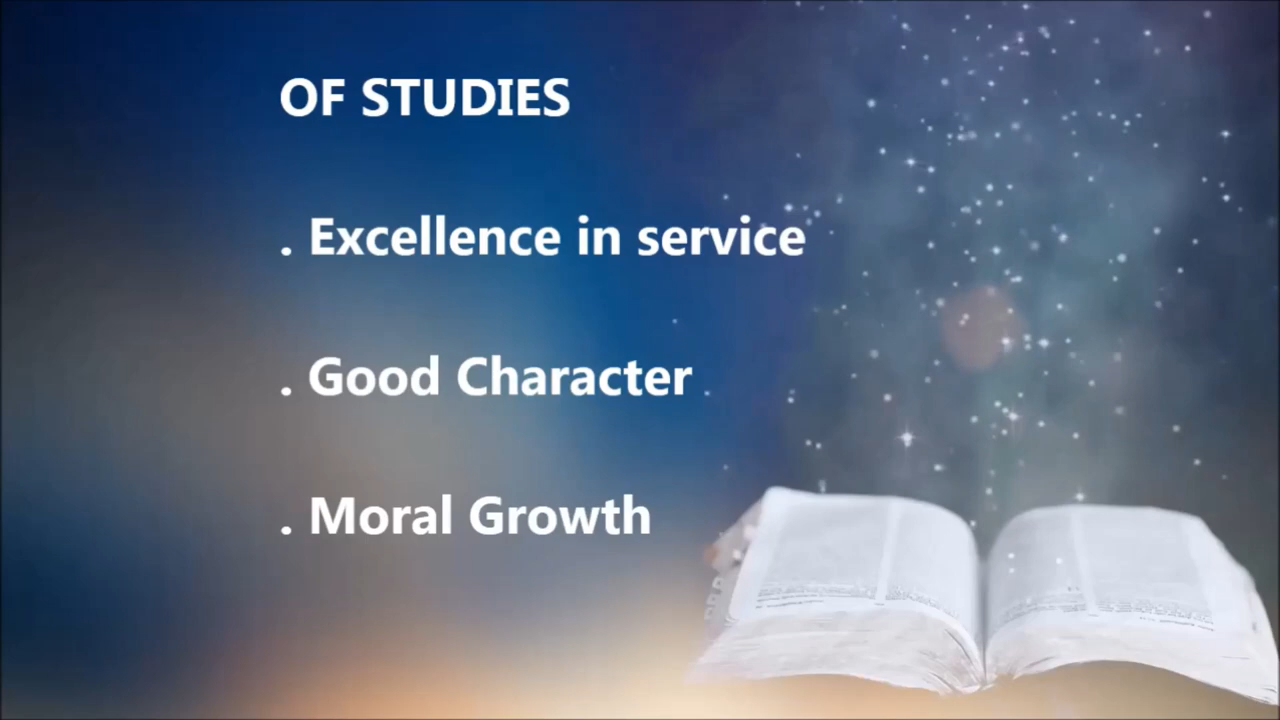 OF STUDIES
. Excellence in service
. Good Character
. Moral Growth